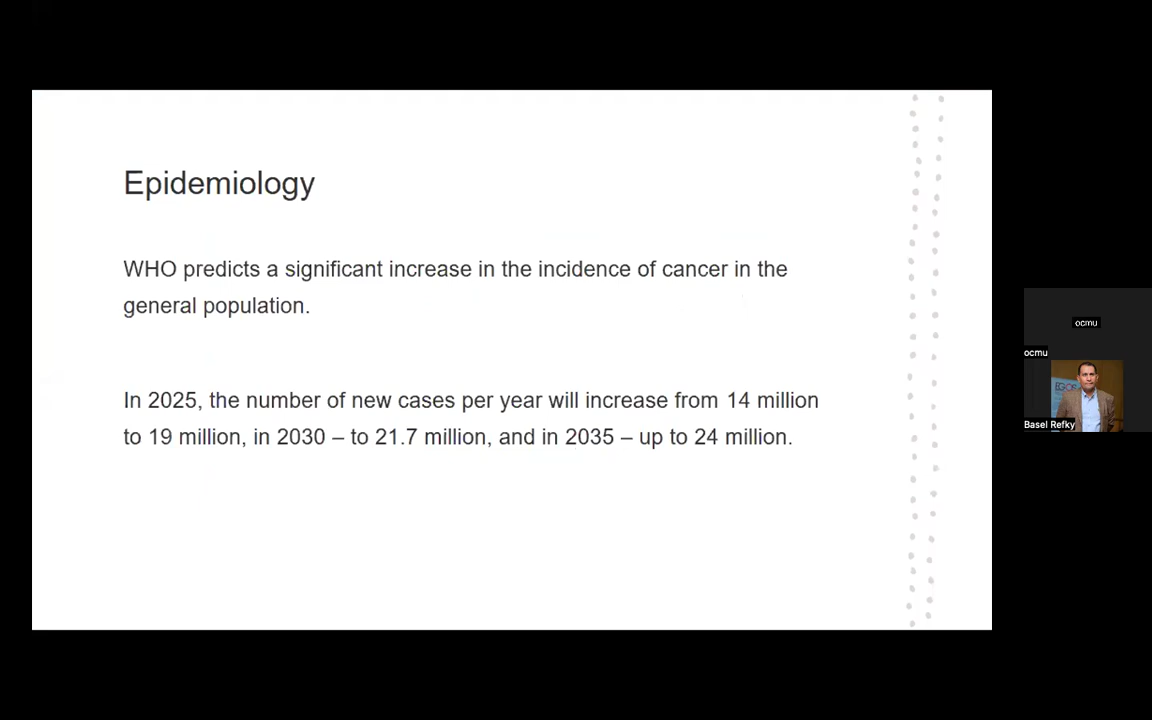 Epidemiology
WHO predicts a significant increase in the incidence of cancer in the
general population.
In 2025, the number of new cases per year will increase from 14 million
to 19 million, in 2030 – to 21.7 million, and in 2035 – up to 24 million.
ocmu
ocmu
Basel Refky